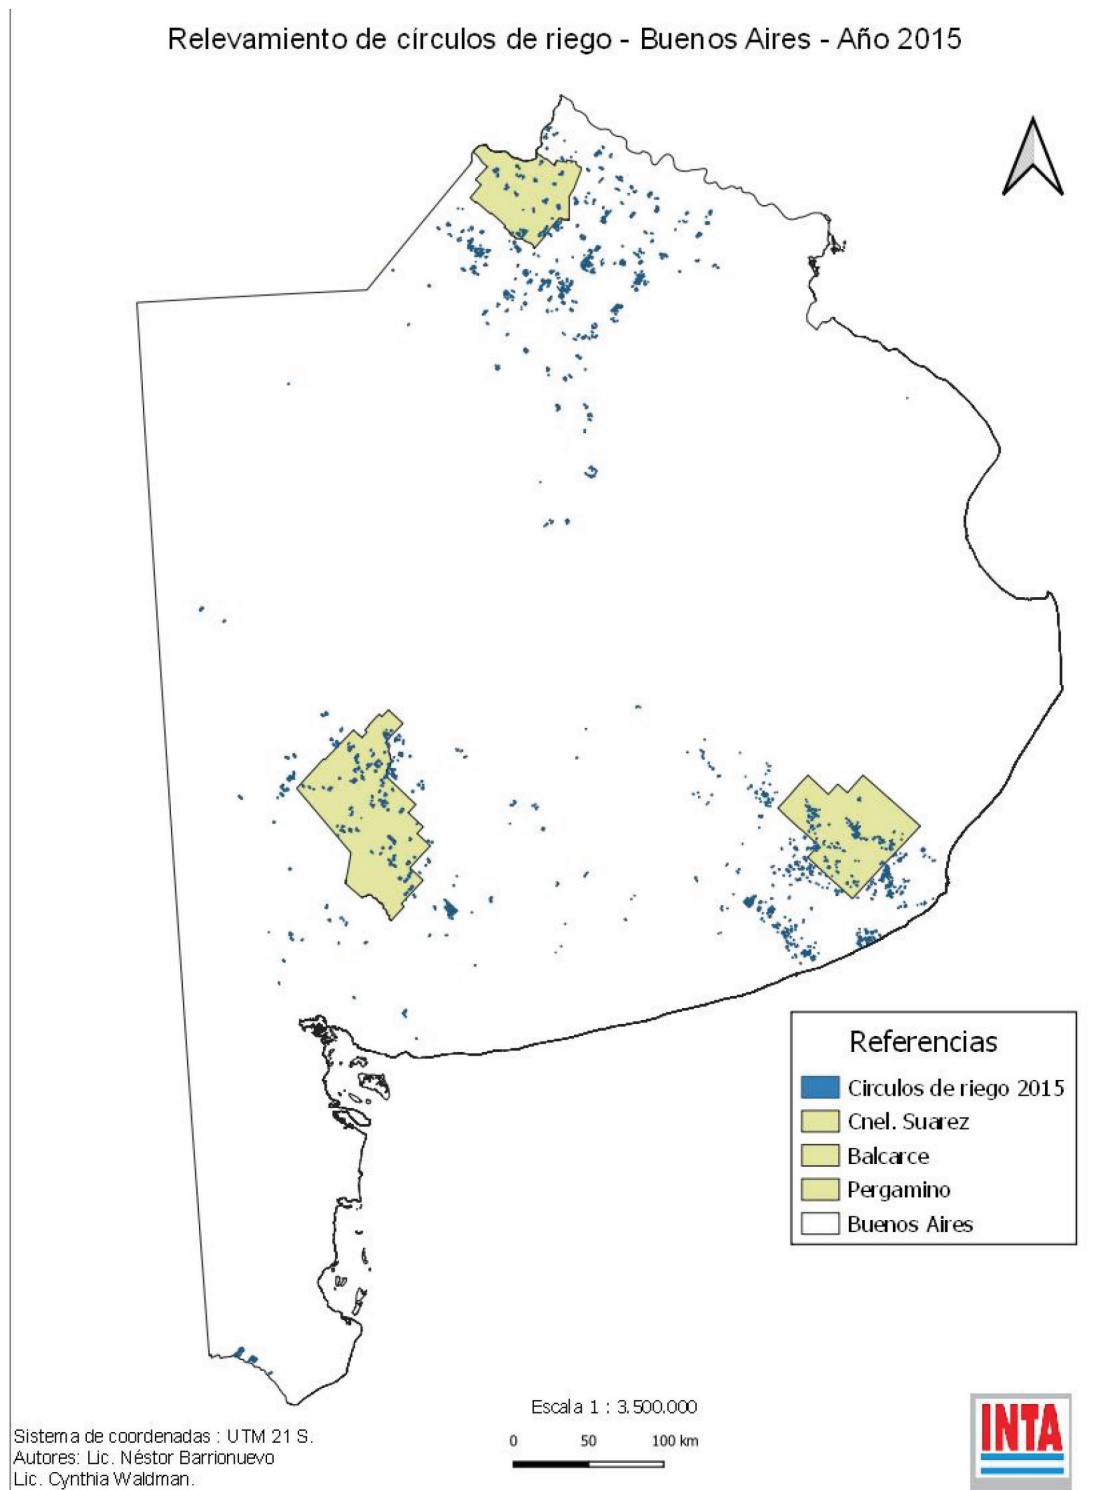 Relevamiento de círculos de riego - Buenos Aires - Año 2015
Referencias
Circulos de riego 2015
Cnel. Suarez
Balcarce
Pergamino
Buenos Aires
Escala 1 : 3.500.000
0 50 100 km
Sistema de coordenadas : UTM 21 S.
Autores: Lic. Néstor Barrionuevo
Lic. Cynthia Waldman.
INTA